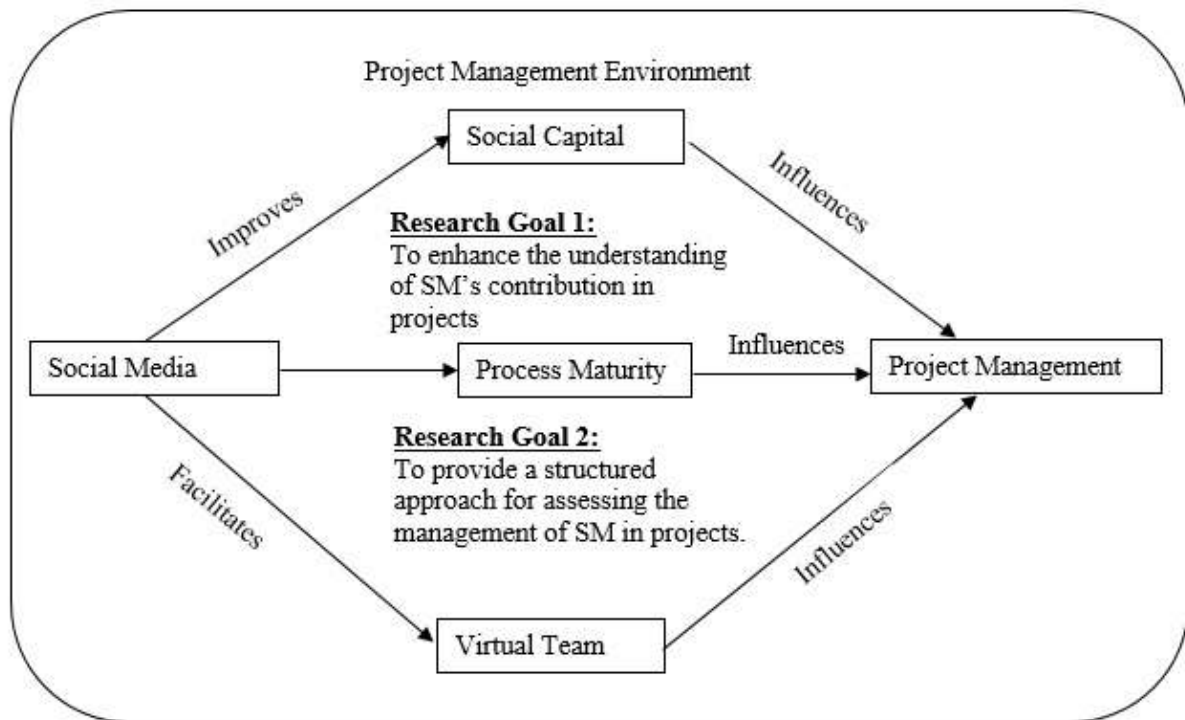 Project Management Environment
Social Capital
Improves
Influences
Research Goal 1:
To enhance the understanding
of SM's contribution in
projects
Social Media
Process Maturity
Influences
Project Management
Research Goal 2:
To provide a structured
approach for assessing the
management of SM in projects.
Facilitates
Influences
Virtual Team